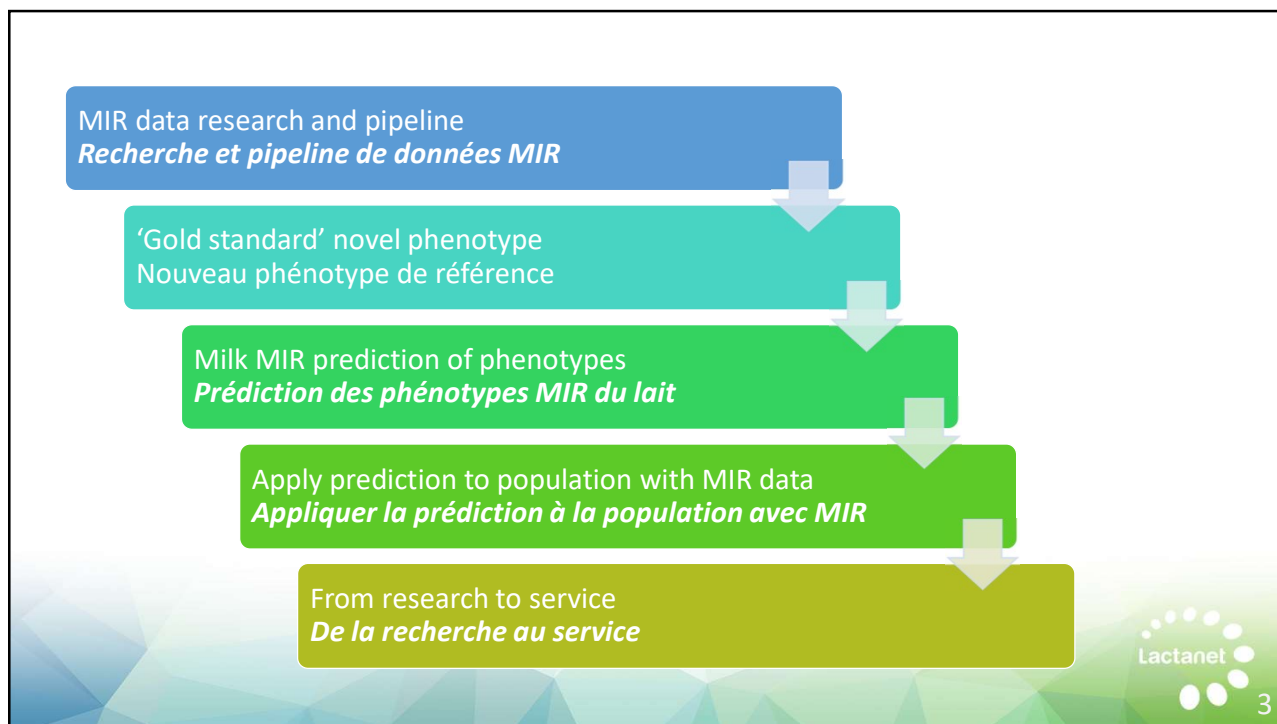 MIR data research and pipeline
Recherche et pipeline de données MIR
‘Gold standard’ novel phenotype
Nouveau phénotype de référence
Milk MIR prediction of phenotypes
Prédiction des phénotypes MIR du lait
Apply prediction to population with MIR data
Appliquer la prédiction à la population avec MIR
From research to service
De la recherche au service
Lactanet
3